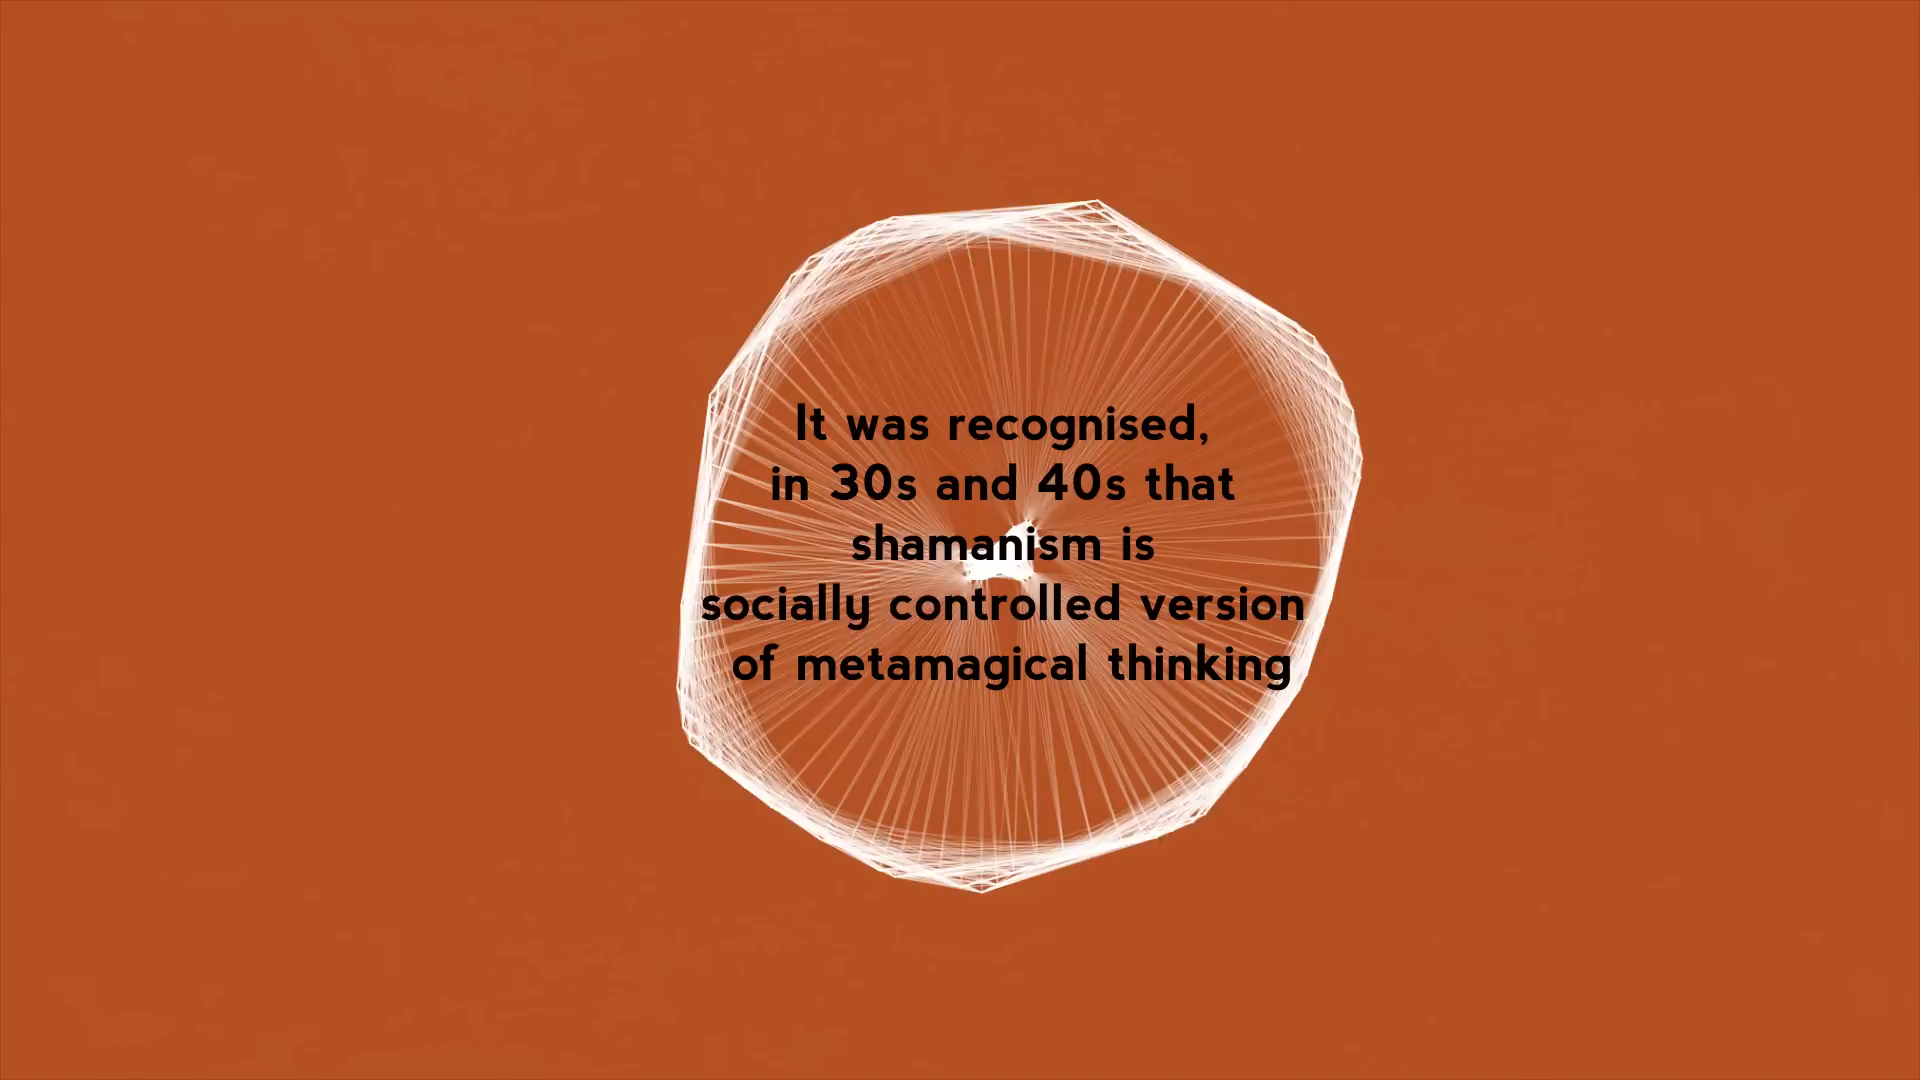 It was recognised,
in 30s and 40s that
shamanism is
socially controlled version
of metamagical thinking